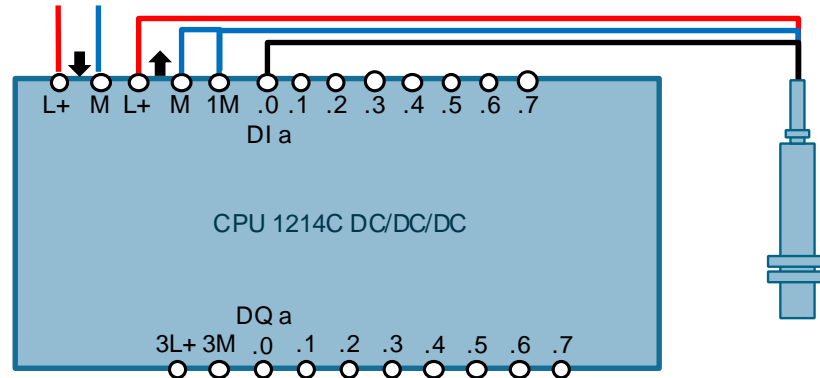 L+ M L+ M 1M .0 .1 .2 .3 .4 .5 .6 .7
DI a
CPU 1214C DC/DC/DC
DQ a
3L+ 3M .0 .1 .2 .3 .4 .5 .6 .7